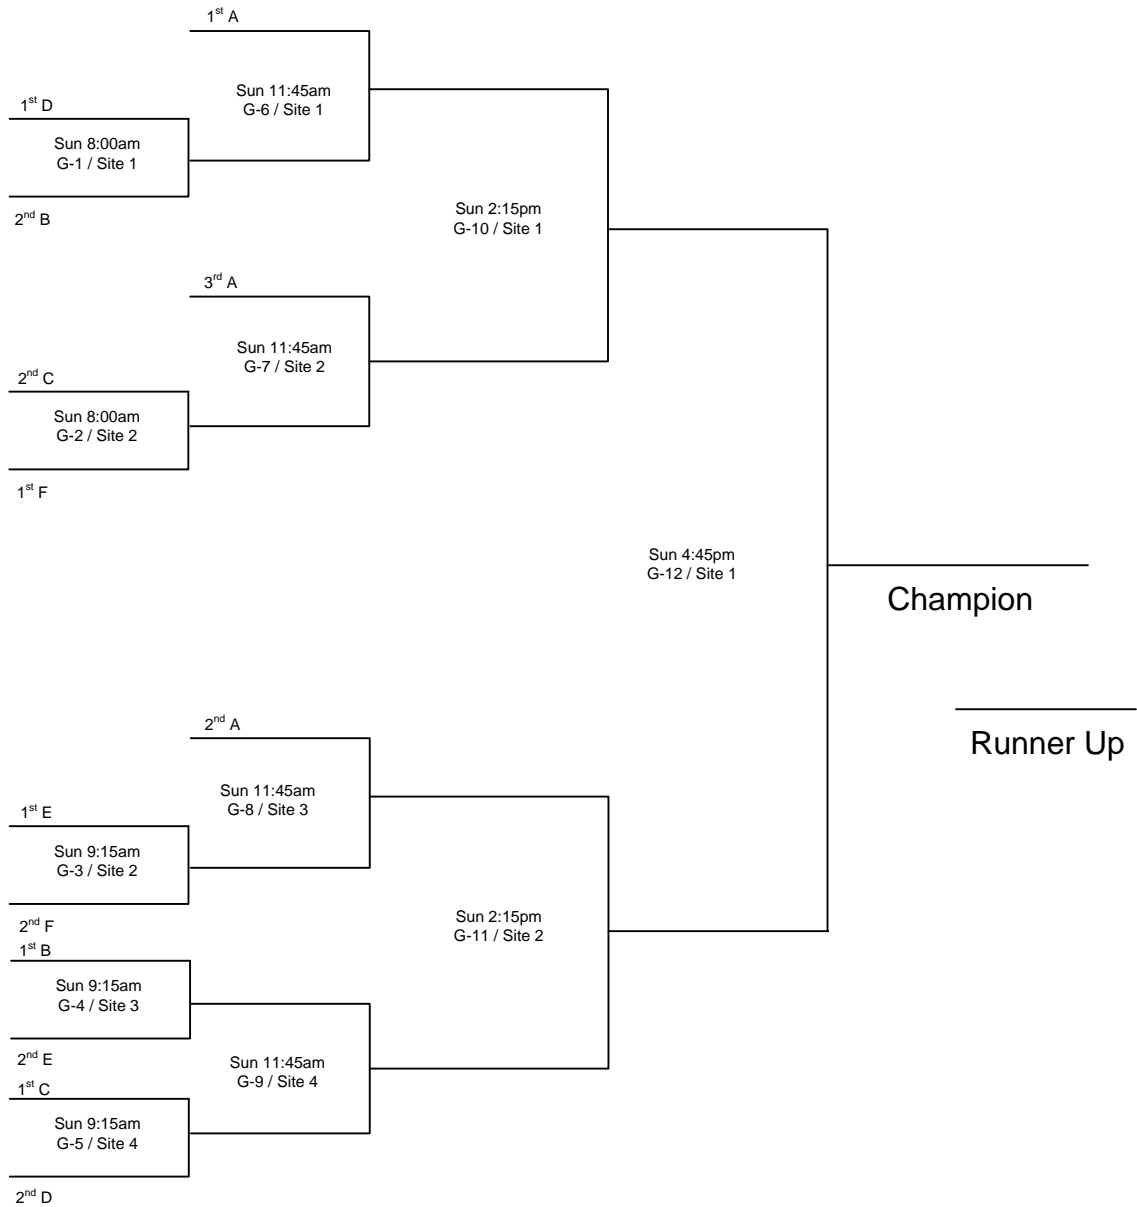 1st A
Sun 11:45am
G-6 / Site 1
1st D
Sun 8:00am
G-1 / Site 1
2nd B
Sun 2:15pm
G-10 / Site 1
3rd A
Sun 11:45am
G-7 / Site 2
2nd C
Sun 8:00am
G-2 / Site 2
1st F
Sun 4:45pm
G-12 / Site 1
Champion
Runner Up
2nd A
Sun 11:45am
G-8 / Site 3
1st E
Sun 9:15am
G-3 / Site 2
2nd F
Sun 2:15pm
G-11 / Site 2
1st B
Sun 9:15am
G-4 / Site 3
2nd E
Sun 11:45am
G-9 / Site 4
1st C
Sun 9:15am
G-5 / Site 4
2nd D